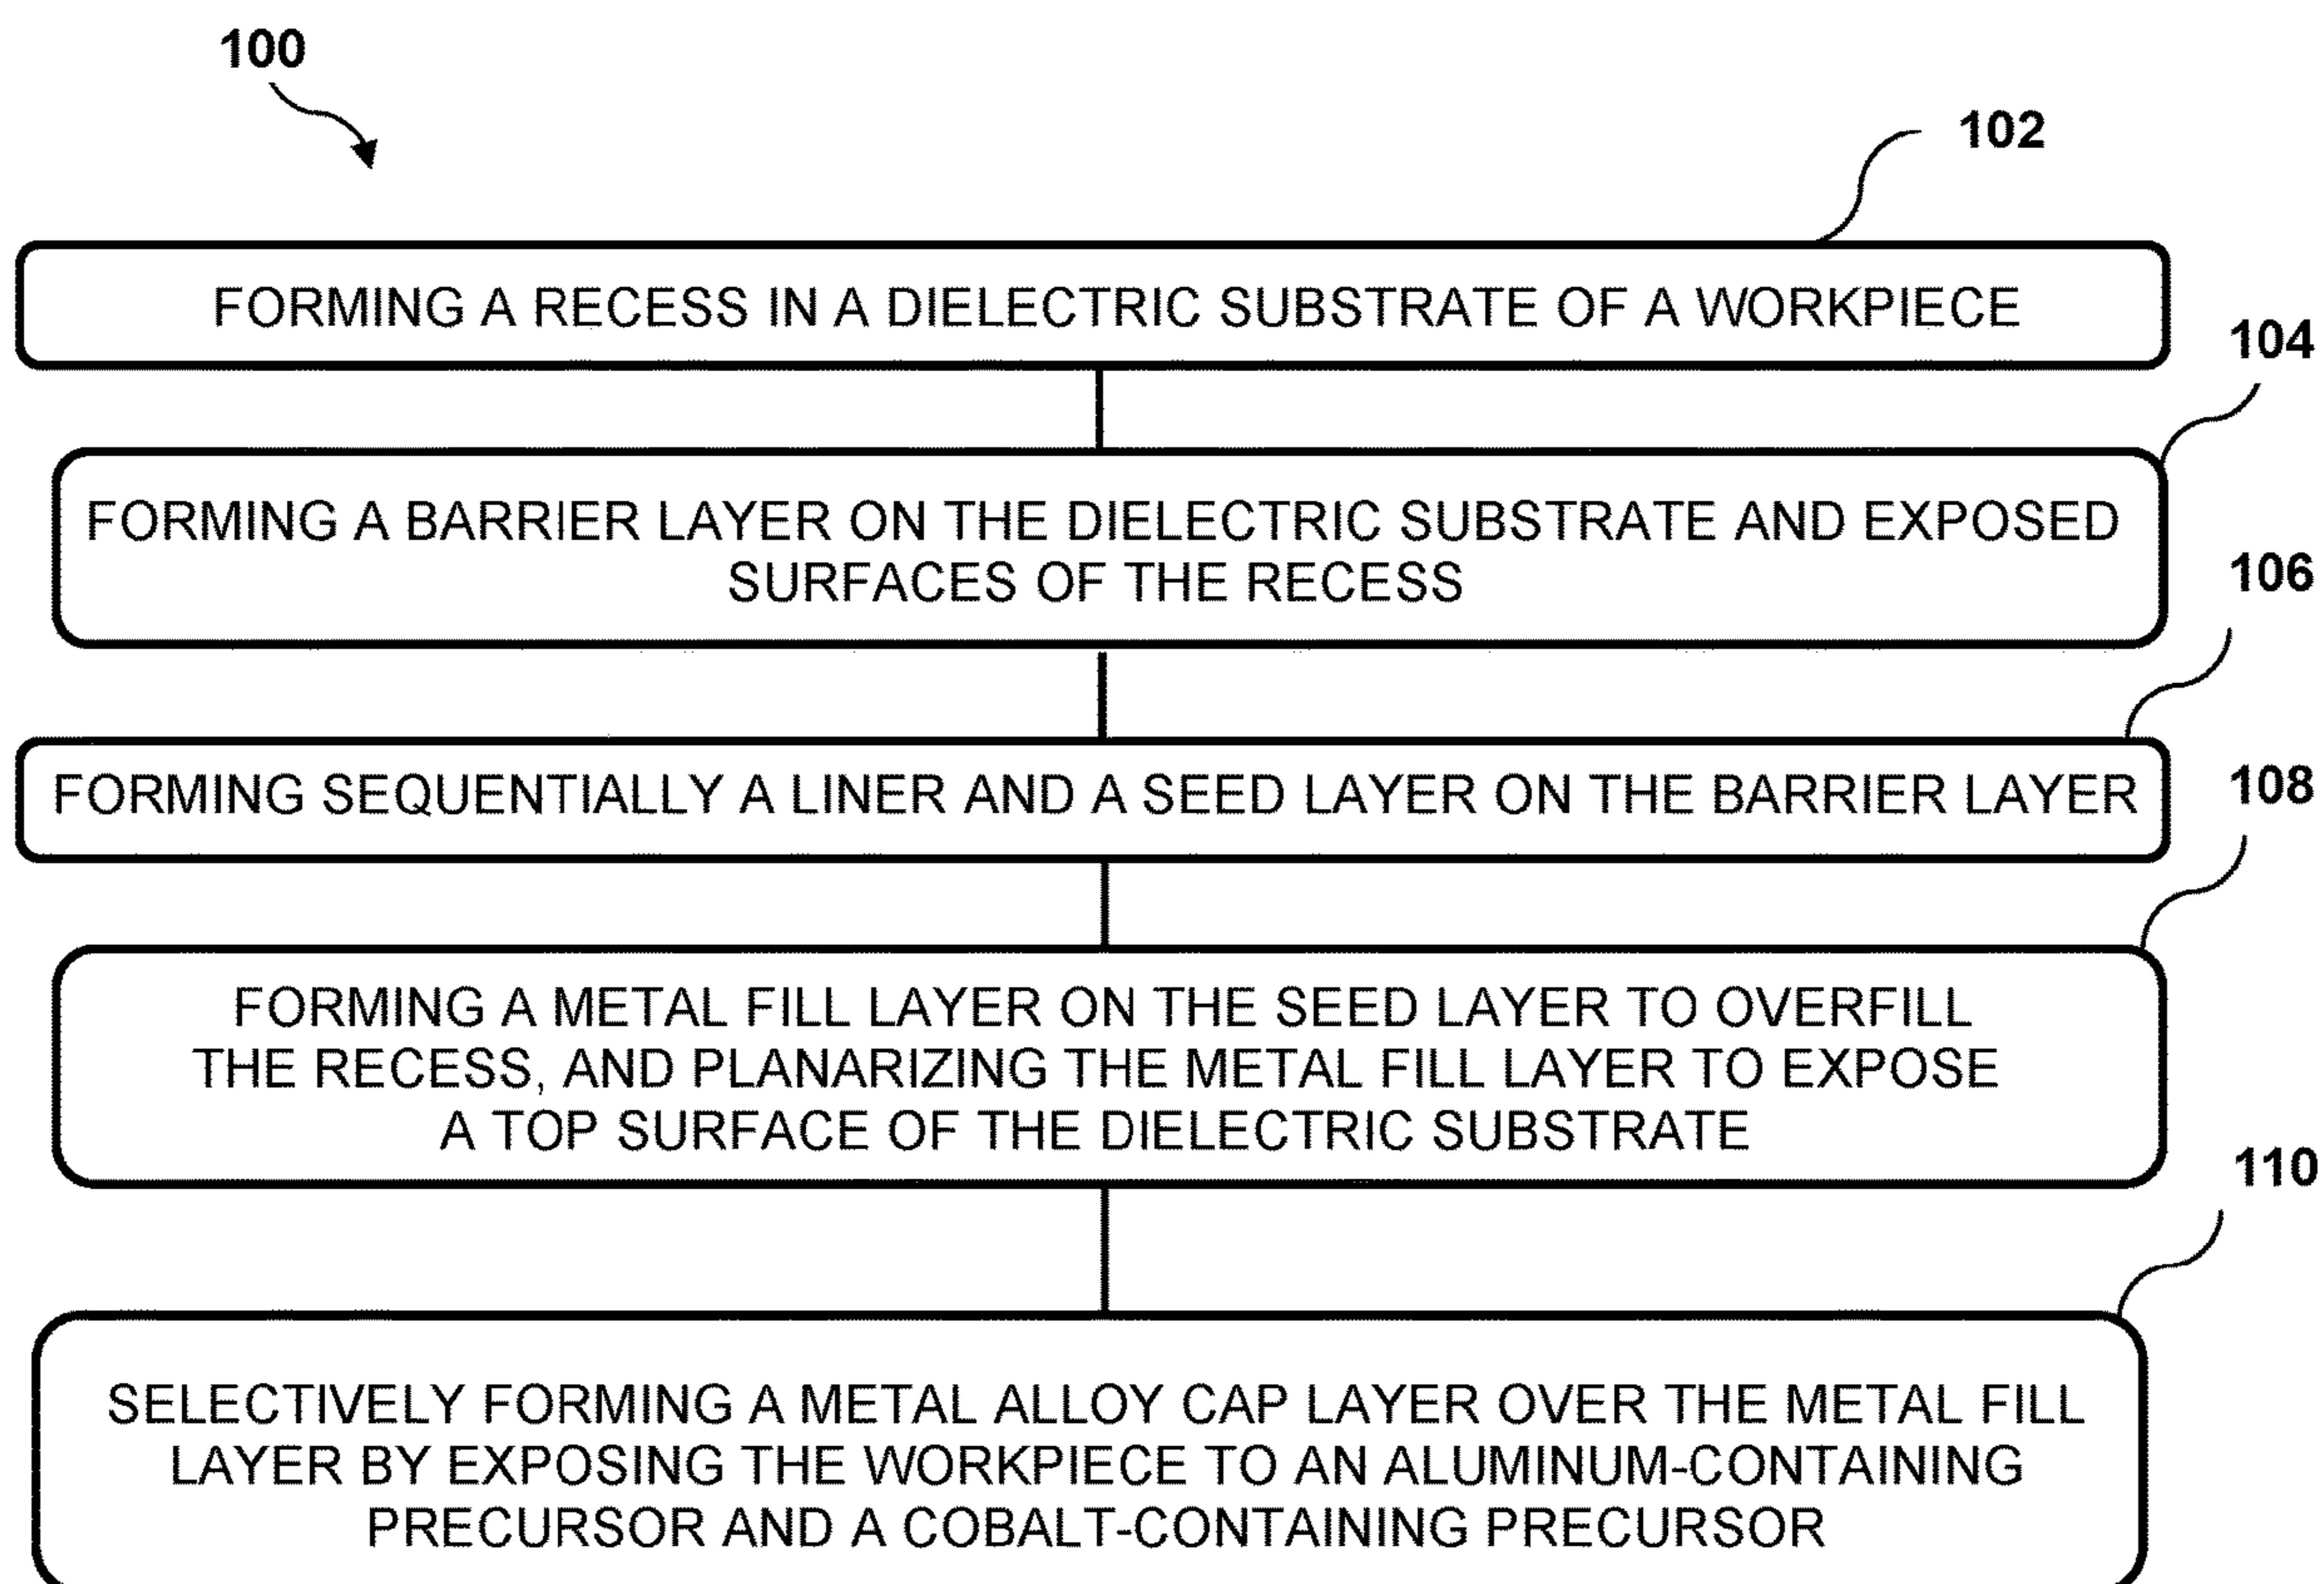 100
102
FORMING A RECESS IN A DIELECTRIC SUBSTRATE OF A WORKPIECE
104
FORMING A BARRIER LAYER ON THE DIELECTRIC SUBSTRATE AND EXPOSED
SURFACES OF THE RECESS
106
FORMING SEQUENTIALLY A LINER AND A SEED LAYER ON THE BARRIER LAYER
108
FORMING A METAL FILL LAYER ON THE SEED LAYER TO OVERFILL
THE RECESS, AND PLANARIZING THE METAL FILL LAYER TO EXPOSE
A TOP SURFACE OF THE DIELECTRIC SUBSTRATE
110
SELECTIVELY FORMING A METAL ALLOY CAP LAYER OVER THE METAL FILL
LAYER BY EXPOSING THE WORKPIECE TO AN ALUMINUM-CONTAINING
PRECURSOR AND A COBALT-CONTAINING PRECURSOR